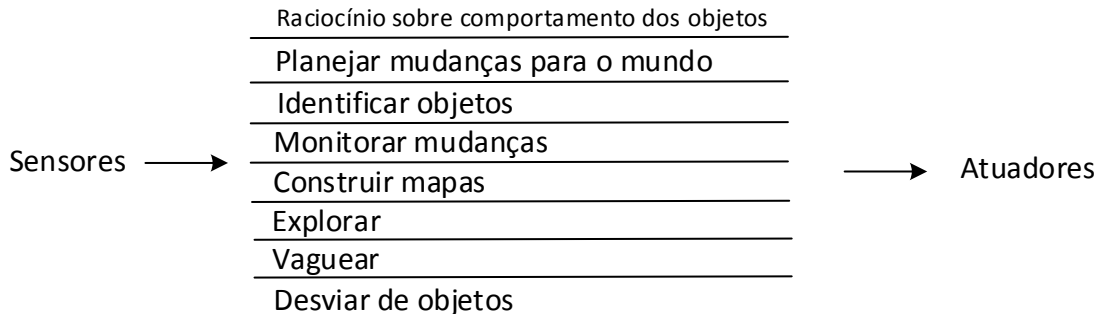 Raciocínio sobre comportamento dos objetos
Planejar mudanças para o mundo
Identificar objetos
Monitorar mudanças
Sensores
Atuadores
Construir mapas
Explorar
Vaguear
Desviar de objetos